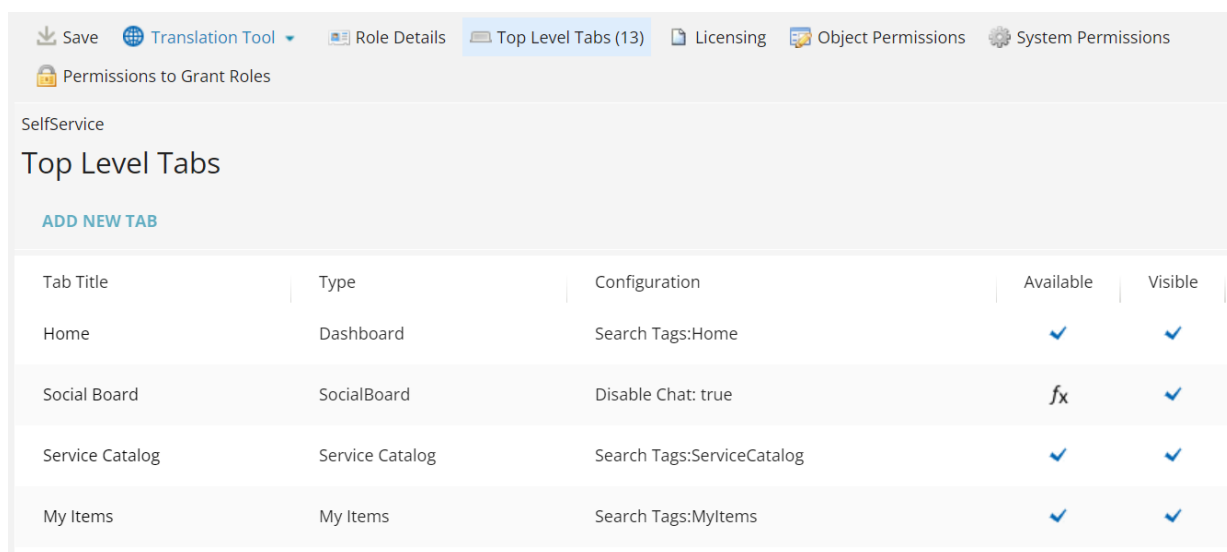 Save Translation Tool Role Details Top Level Tabs (13) Licensing Object Permissions System Permissions
Permissions to Grant Roles
SelfService
Top Level Tabs
ADD NEW TAB
Tab Title Type Configuration Available Visible
Home Dashboard Search Tags:Home
Social Board SocialBoard Disable Chat: true fx
Service Catalog Service Catalog Search Tags:ServiceCatalog
My Items My Items Search Tags:MyItems